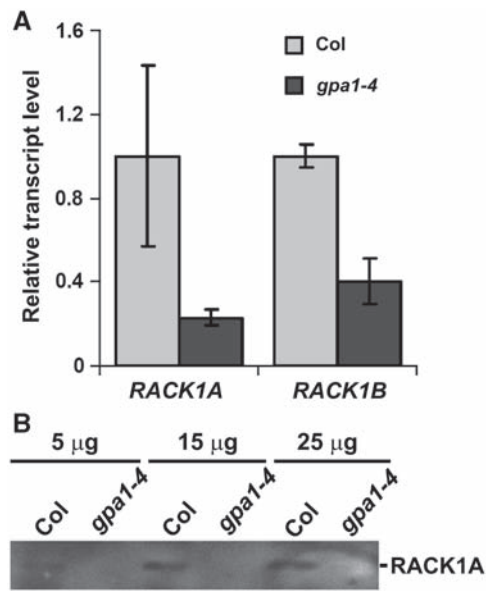 A
1.6
1.2
0.8
0.4
0
Relative transcript level
Col
gpa1-4
RACK1A RACK1B
B
5 μg 15 μg 25 μg
Col gpa1-4 Col gpa1-4 Col gpa1-4
-RACK1A